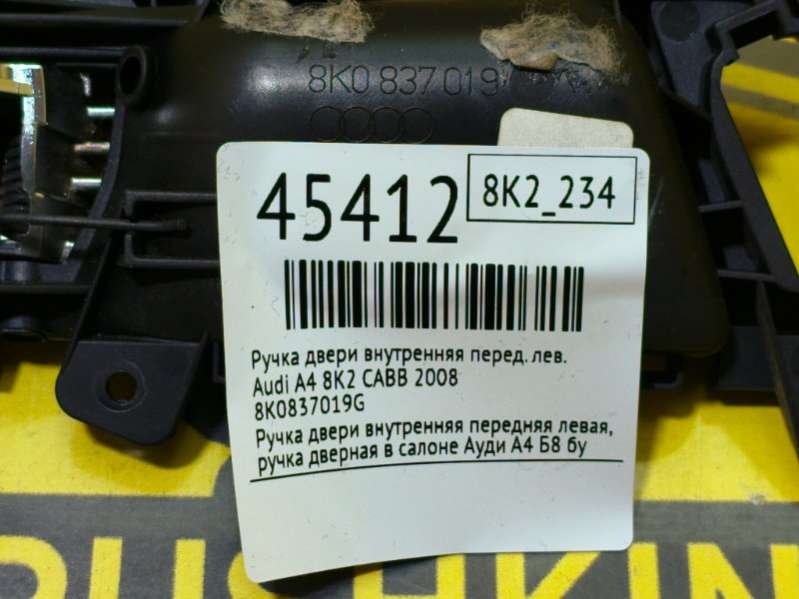 8K0 837 019
45412
8K2_234
Ручка двери внутренняя перед. лев.
Audi A4 8K2 CABB 2008
8K0837019G
Ручка двери внутренняя передняя левая,
ручка дверная в салоне Ауди А4 Б8 бу
RUSHKIN